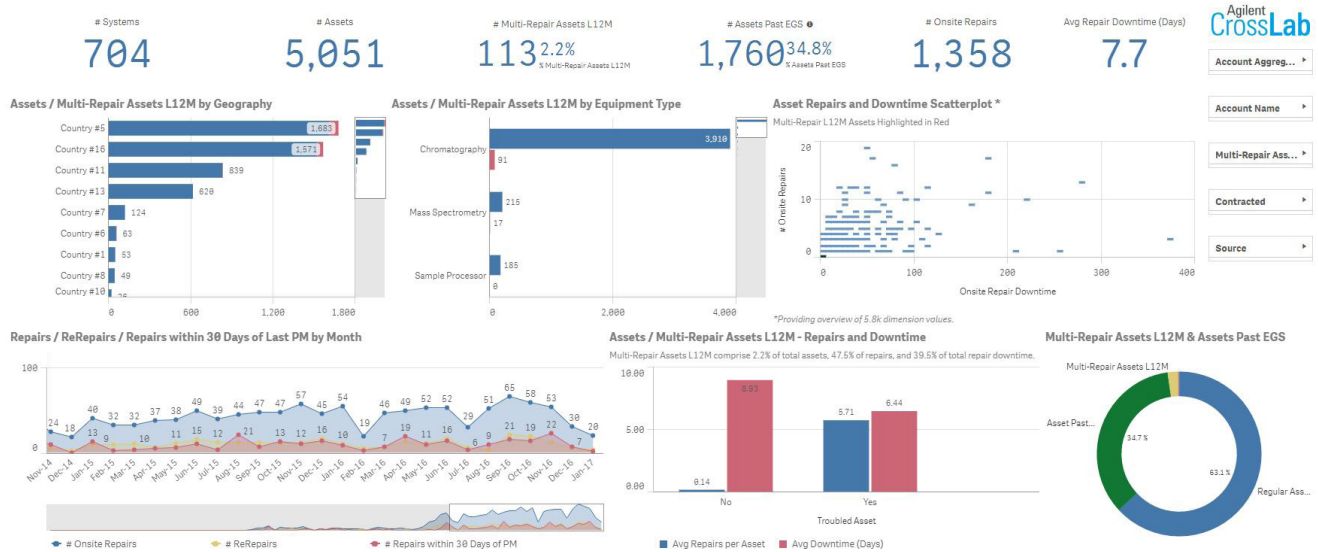 # Systems
704
# Assets
5,051
# Multi-Repair Assets L12M
113 2.2%
% Multi-Repair Assets L12M
# Assets Past EGS
1,760 34.8%
% Assets Past EGS
# Onsite Repairs
1,358
Avg Repair Downtime (Days)
7.7
Agilent
CrossLab
Account Aggreg...
Account Name
Multi-Repair Ass...
Contracted
Source
Assets / Multi-Repair Assets L12M by Geography
Country #5 1,683
Country #16 1,571
Country #11 839
Country #13 620
Country #7 124
Country #6 63
Country #1 53
Country #8 49
Country #10
0 600 1,200 1,800
Assets / Multi-Repair Assets L12M by Equipment Type
Chromatography 3,910
91
Mass Spectrometry 215
17
Sample Processor 185
0
0 2,000 4,000
Asset Repairs and Downtime Scatterplot *
Multi-Repair L12M Assets Highlighted in Red
# Onsite Repairs
20
10
0
0 100 200 300 400
Onsite Repair Downtime
*Providing overview of 5.8k dimension values.
Repairs / ReRepairs / Repairs within 30 Days of Last PM by Month
100
0
24 18 40 32 32 37 38 49 39 44 47 47 57 45 54 19 46 49 52 52 29 51 65 58 53 30 20
13 9 10 11 15 12 21 13 12 16 10 7 19 11 16 6 9 21 19 22 7
Nov-14 Dec-14 Jan-15 Feb-15 Mar-15 Apr-15 May-15 Jun-15 Jul-15 Aug-15 Sep-15 Oct-15 Nov-15 Dec-15 Jan-16 Feb-16 Mar-16 Apr-16 May-16 Jun-16 Jul-16 Aug-16 Sep-16 Oct-16 Nov-16 Dec-16 Jan-17
# Onsite Repairs # ReRepairs # Repairs within 30 Days of PM
Assets / Multi-Repair Assets L12M - Repairs and Downtime
Multi-Repair Assets L12M comprise 2.2% of total assets, 47.5% of repairs, and 39.5% of total repair downtime.
10.00
5.00
0.00
0.14 8.93
5.71 6.44
No Yes
Troubled Asset
Avg Repairs per Asset Avg Downtime (Days)
Multi-Repair Assets L12M & Assets Past EGS
Multi-Repair Assets L12M
Asset Past...
34.7%
63.1%
Regular Ass...